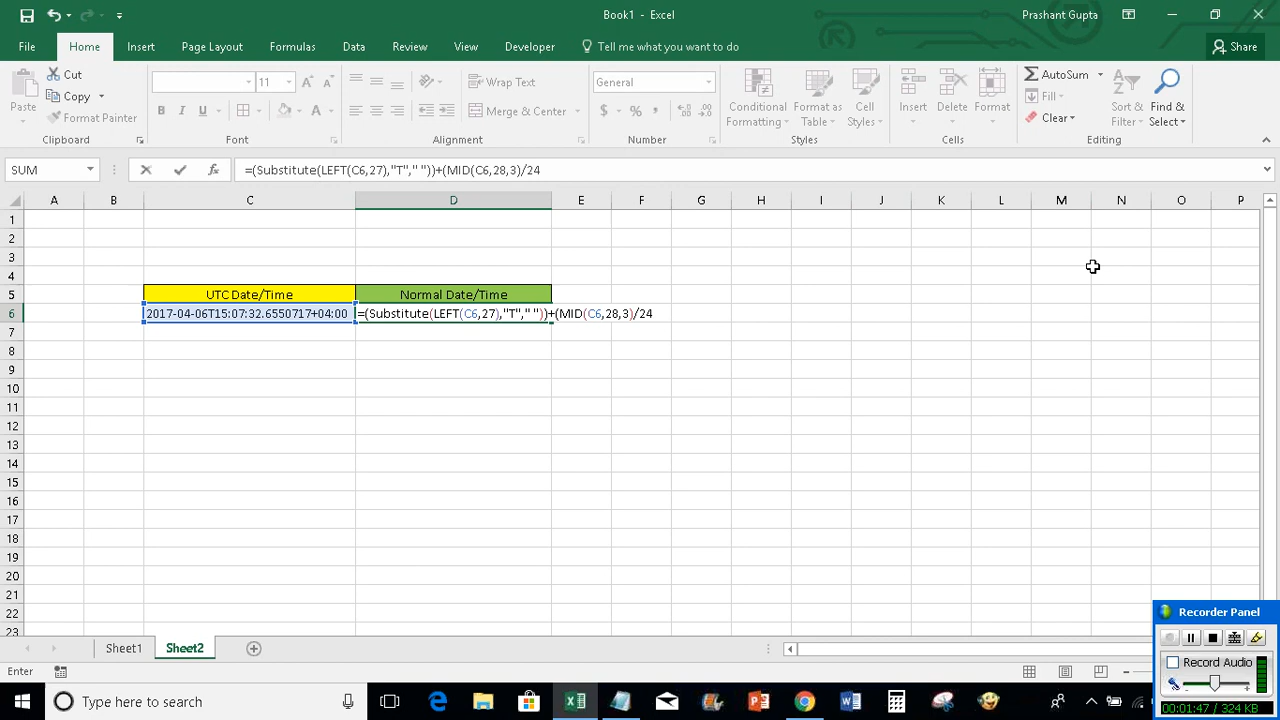 Book1 - Excel
Prashant Gupta
File Home Insert Page Layout Formulas Data Review View Developer Tell me what you want to do Share
Paste
Cut
Copy
Format Painter
Clipboard
11
A
A
B I U
A
Font
Wrap Text
Merge & Center
Alignment
General
$ % ,
Number
Conditional Formatting
Format as Table
Cell Styles
Styles
Insert
Delete
Format
Cells
AutoSum
Fill
Clear
Sort & Filter
Find & Select
Editing
SUM
fx
=(Substitute(LEFT(C6,27),"T"," "))+(MID(C6,28,3)/24
A B C D E F G H I J K L M N O P
1
2
3
4
5 UTC Date/Time Normal Date/Time
6 2017-04-06T15:07:32.6550717+04:00 =(Substitute(LEFT(C6,27),"T"," "))+(MID(C6,28,3)/24
7
8
9
10
11
12
13
14
15
16
17
18
19
20
21
22
23
Sheet1 Sheet2
Enter
Recorder Panel
Record Audio
00:01:47 / 324 KB
Type here to search